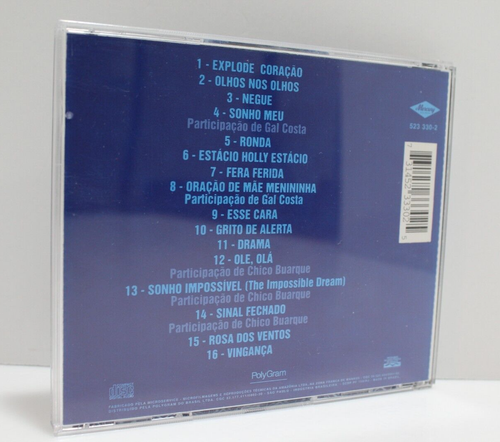 1 - EXPLODE CORAÇÃO
2 - OLHOS NOS OLHOS
3 - NEGUE
4 - SONHO MEU
Participação de Gal Costa
5 - RONDA
6 - ESTÁCIO HOLLY ESTÁCIO
7 - FERA FERIDA
8 - ORAÇÃO DE MÃE MENININHA
Participação de Gal Costa
9 - ESSE CARA
10 - GRITO DE ALERTA
11 - DRAMA
12 - OLE, OLÁ
Participação de Chico Buarque
13 - SONHO IMPOSSÍVEL (The Impossible Dream)
Participação de Chico Buarque
14 - SINAL FECHADO
Participação de Chico Buarque
15 - ROSA DOS VENTOS
16 - VINGANÇA
PolyGram